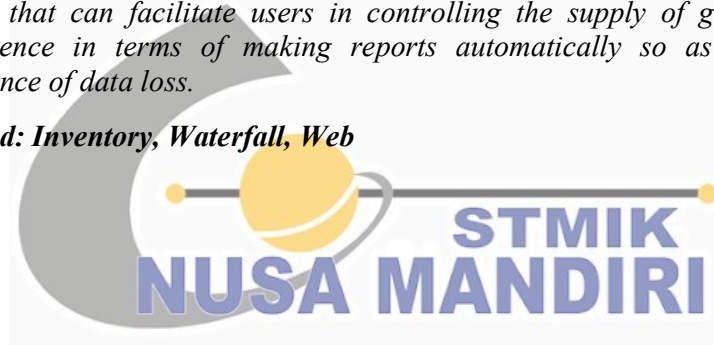 that can facilitate users in controlling the supply of g
ence in terms of making reports automatically so as
nce of data loss.
d: Inventory, Waterfall, Web
STMIK
NUSA MANDIRI